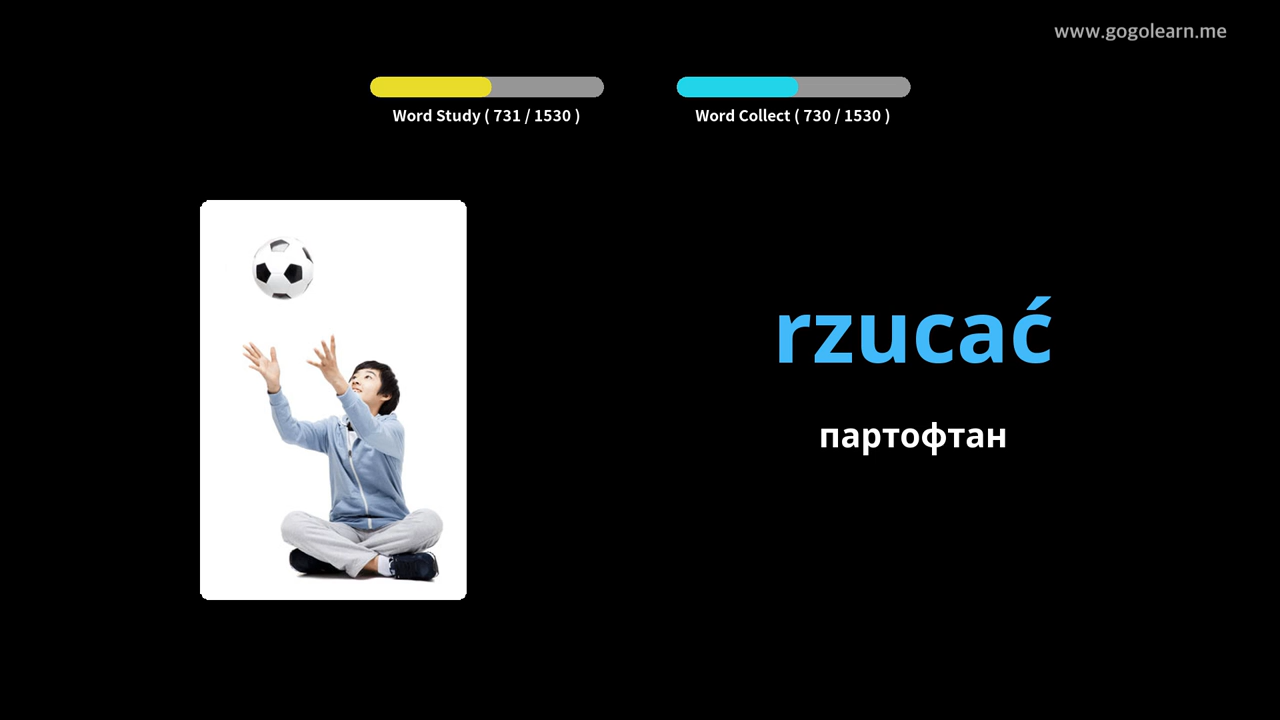 www.gogolearn.me
Word Study ( 731 / 1530 )
Word Collect ( 730 / 1530 )
rzucać
партофтан